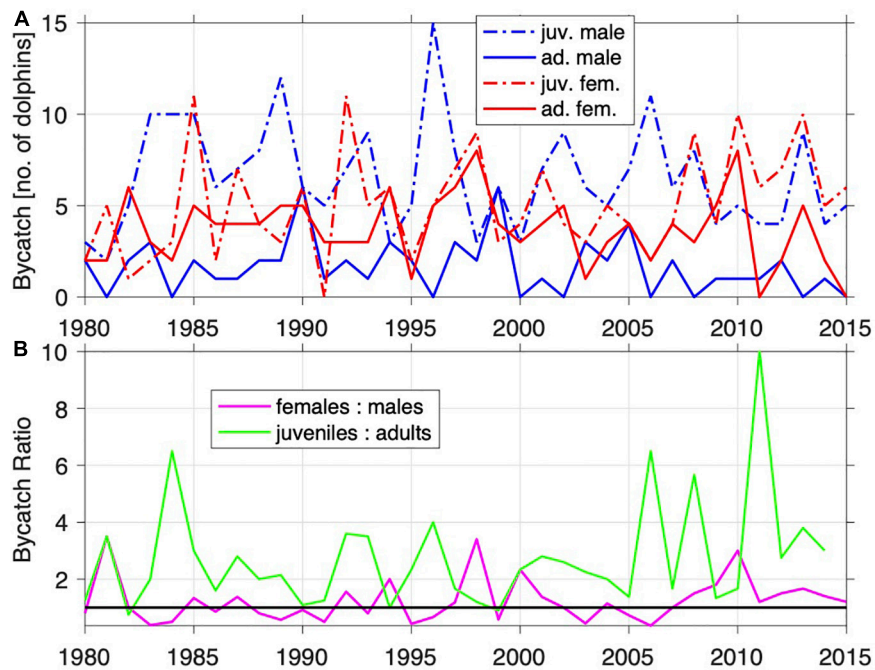 A
Bycatch [no. of dolphins]
15
10
5
0
juv. male
ad. male
juv. fem.
ad. fem.
1980 1985 1990 1995 2000 2005 2010 2015
B
Bycatch Ratio
10
8
6
4
2
females : males
juveniles : adults
1980 1985 1990 1995 2000 2005 2010 2015